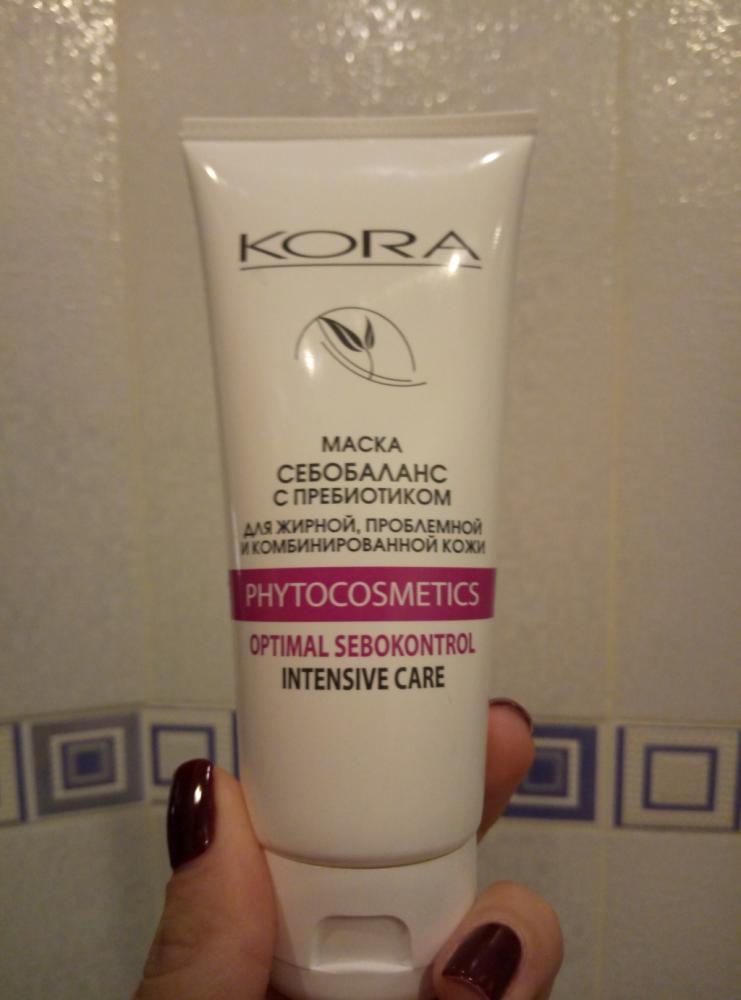 KORA
МАСКА
СЕБОБАЛАНС
С ПРЕБИОТИКОМ
ДЛЯ ЖИРНОЙ, ПРОБЛЕМНОЙ
И КОМБИНИРОВАННОЙ КОЖИ
PHYTOCOSMETICS
OPTIMAL SEBOKONTROL
INTENSIVE CARE